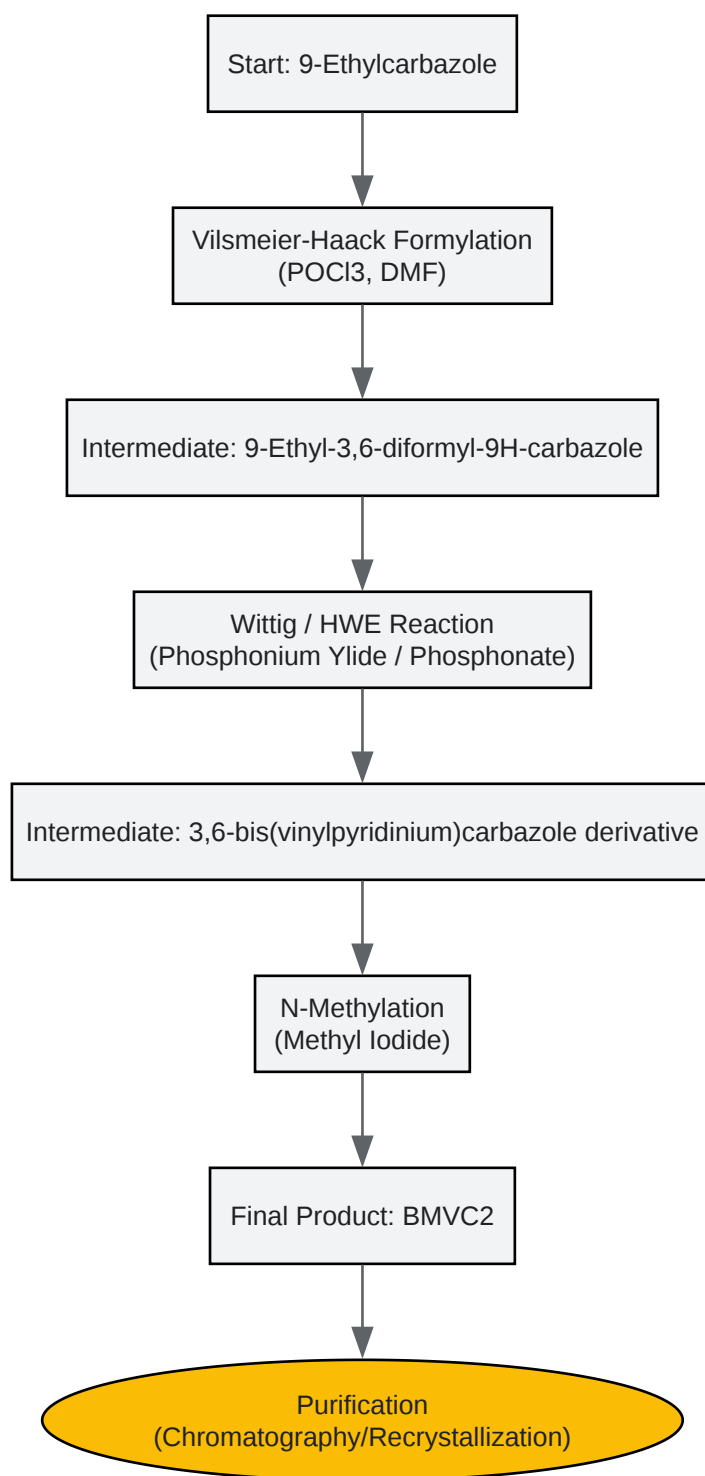 Start: 9-Ethylcarbazole
Vilsmeier-Haack Formylation
(POCl3, DMF)
Intermediate: 9-Ethyl-3,6-diformyl-9H-carbazole
Wittig / HWE Reaction
(Phosphonium Ylide / Phosphonate)
Intermediate: 3,6-bis(vinylpyridinium)carbazole derivative
N-Methylation
(Methyl Iodide)
Final Product: BMVC2
Purification
(Chromatography/Recrystallization)